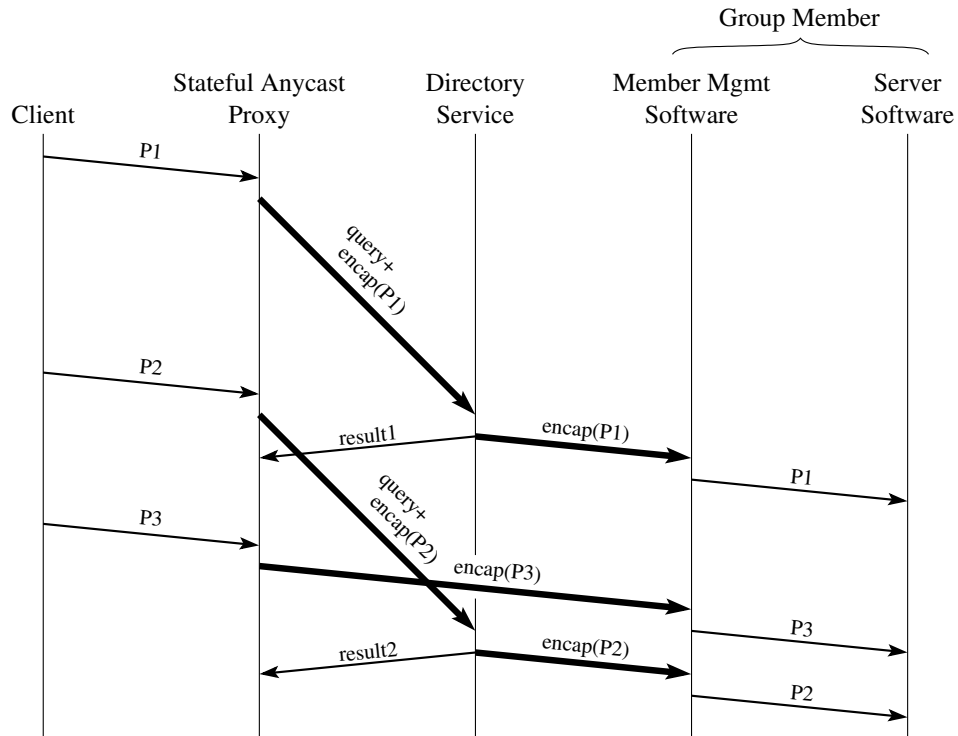 Group Member
Client
Stateful Anycast
Proxy
Directory
Service
Member Mgmt
Software
Server
Software
P1
query+
encap(P1)
P2
result1
encap(P1)
P1
query+
encap(P2)
P3
encap(P3)
P3
result2
encap(P2)
P2